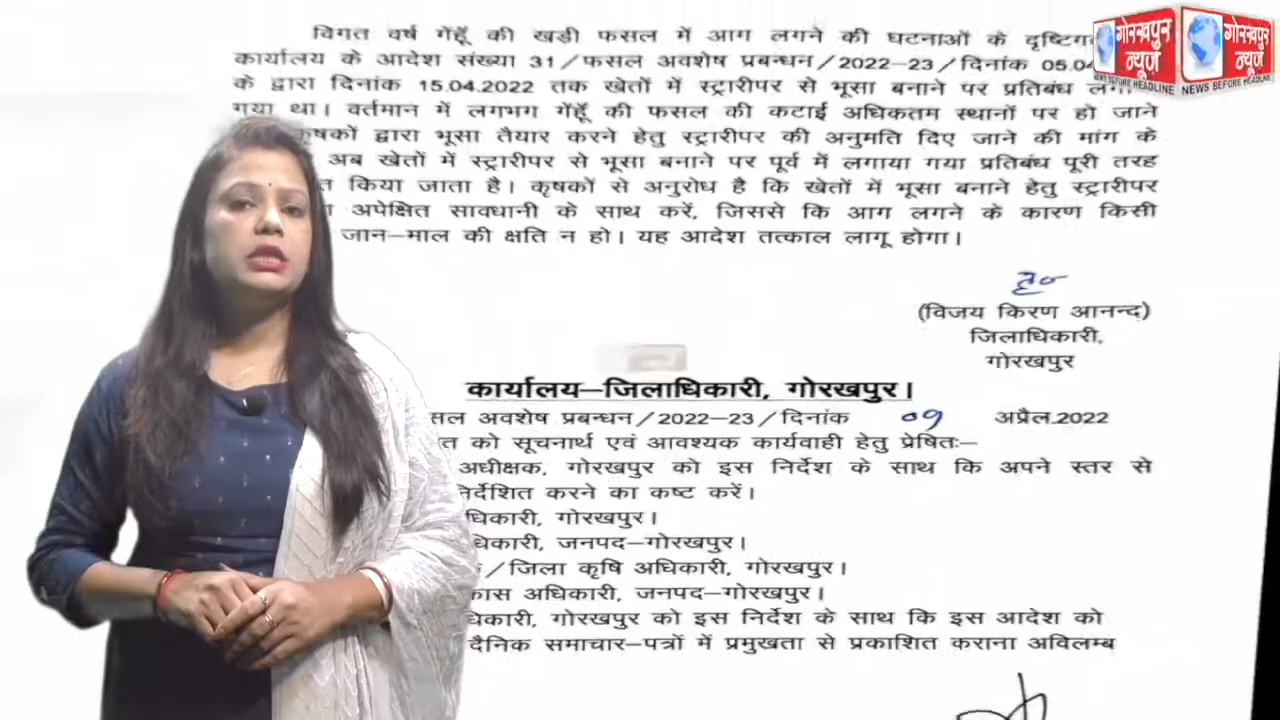 विगत वर्ष गेंहूँ की खड़ी फसल में आग लगने की घटनाओं के
कार्यालय के आदेश संख्या 31/फसल अवशेष प्रबन्धन/2022-23/दिनांक
के द्वारा दिनांक 15.04.2022 तक खेतों में स्ट्रारीपर से भूसा बनाने पर प्रतिबंध
गया था। वर्तमान में लगभग गेंहूँ की फसल की कटाई अधिकतम स्थानों पर हो जाने
द्वारा भूसा तैयार करने हेतु स्ट्रारीपर की अनुमति दिए जाने की मांग के
अब खेतों में स्ट्रारीपर से भूसा बनाने पर पूर्व में लगाया गया प्रतिबंध पूरी तरह
किया जाता है। कृषकों से अनुरोध है कि खेतों में भूसा बनाने हेतु स्ट्रारीपर
अपेक्षित सावधानी के साथ करें, जिससे कि आग लगने के कारण किसी
जान-माल की क्षति न हो। यह आदेश तत्काल लागू होगा।
(विजय किरण आनन्द)
जिलाधिकारी,
गोरखपुर
कार्यालय-जिलाधिकारी, गोरखपुर।
अवशेष प्रबन्धन/2022-23/दिनांक 09 अप्रैल.2022
को सूचनार्थ एवं आवश्यक कार्यवाही हेतु प्रेषितः-
अधीक्षक, गोरखपुर को इस निर्देश के साथ कि अपने स्तर से
करने का कष्ट करें।
गोरखपुर।
जनपद-गोरखपुर।
/जिला कृषि अधिकारी, गोरखपुर।
अधिकारी, जनपद-गोरखपुर।
गोरखपुर को इस निर्देश के साथ कि इस आदेश को
दैनिक समाचार-पत्रों में प्रमुखता से प्रकाशित कराना अविलम्ब
गोरखपुर न्यूज़ गोरखपुर न्यूज़
NEWS BEFORE HEADLINE NEWS BEFORE HEADLINE